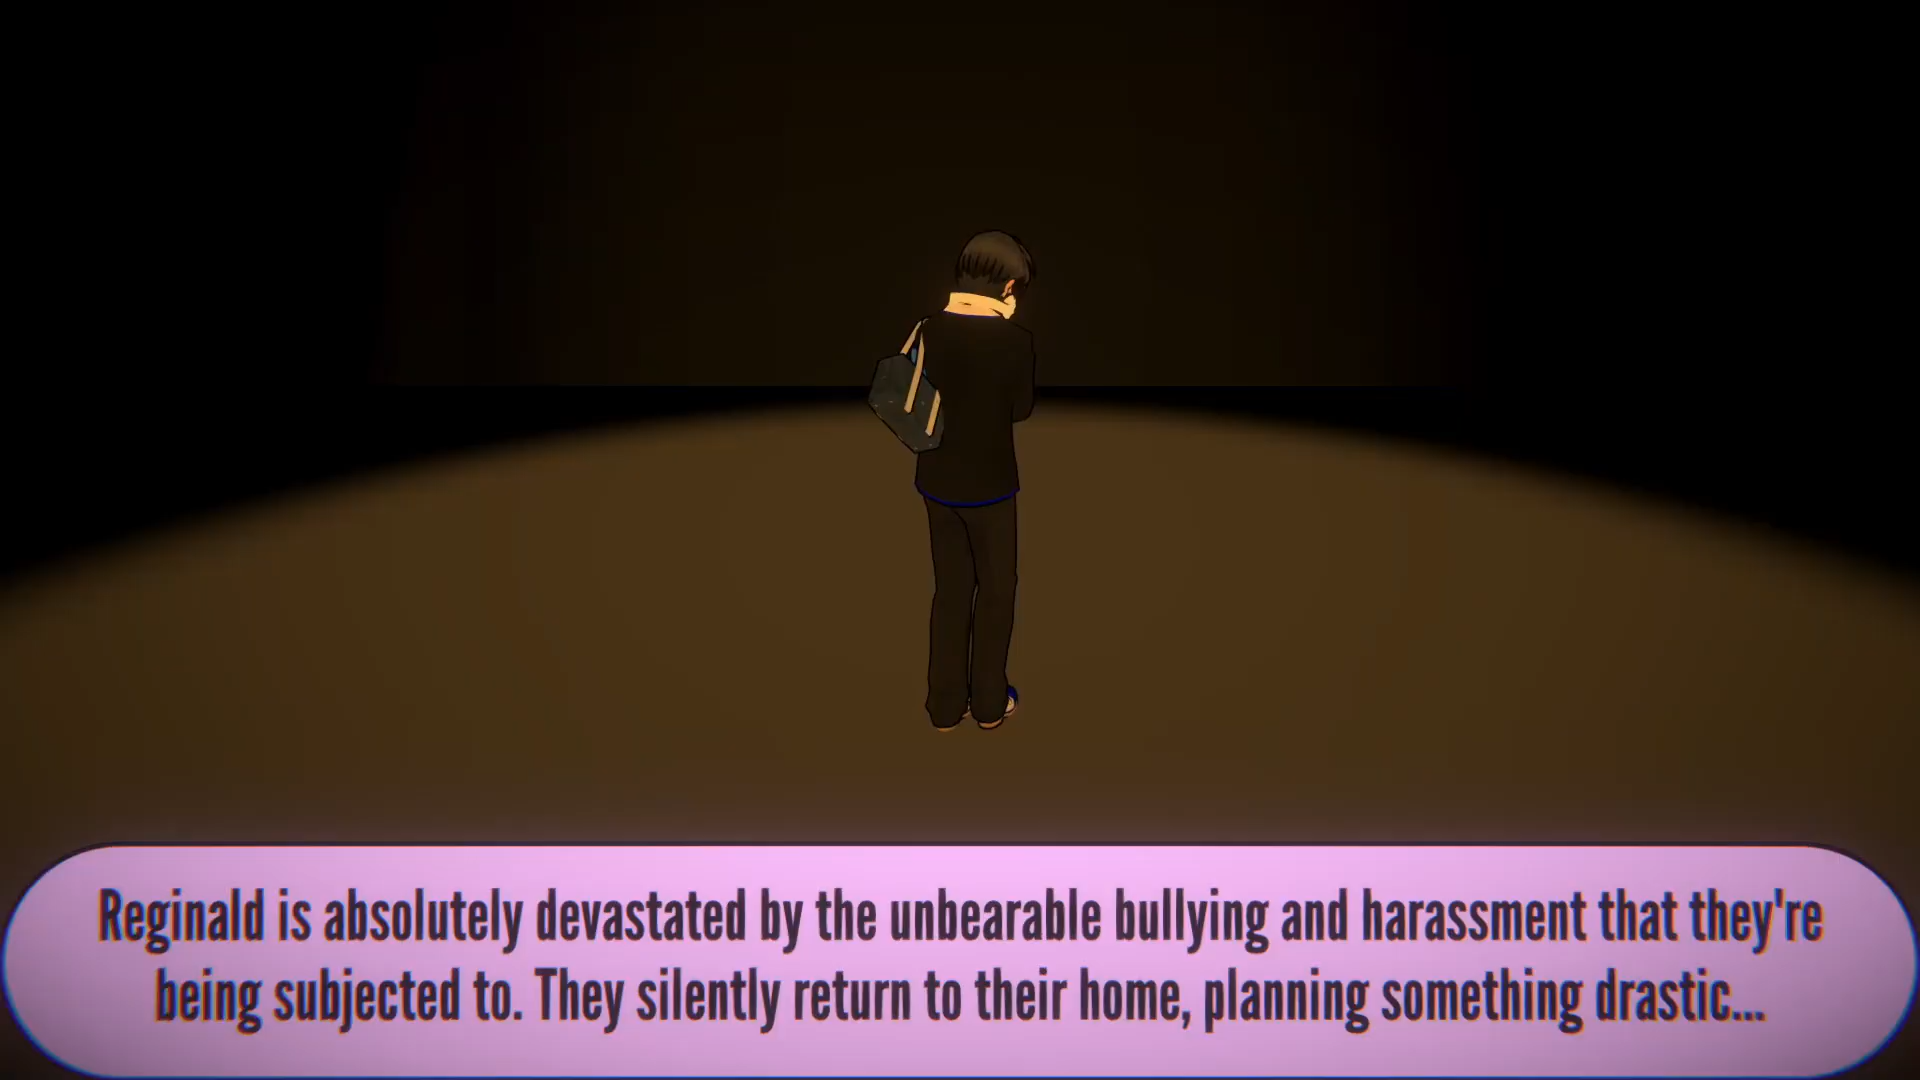 Reginald is absolutely devastated by the unbearable bullying and harassment that they're
being subjected to. They silently return to their home, planning something drastic...